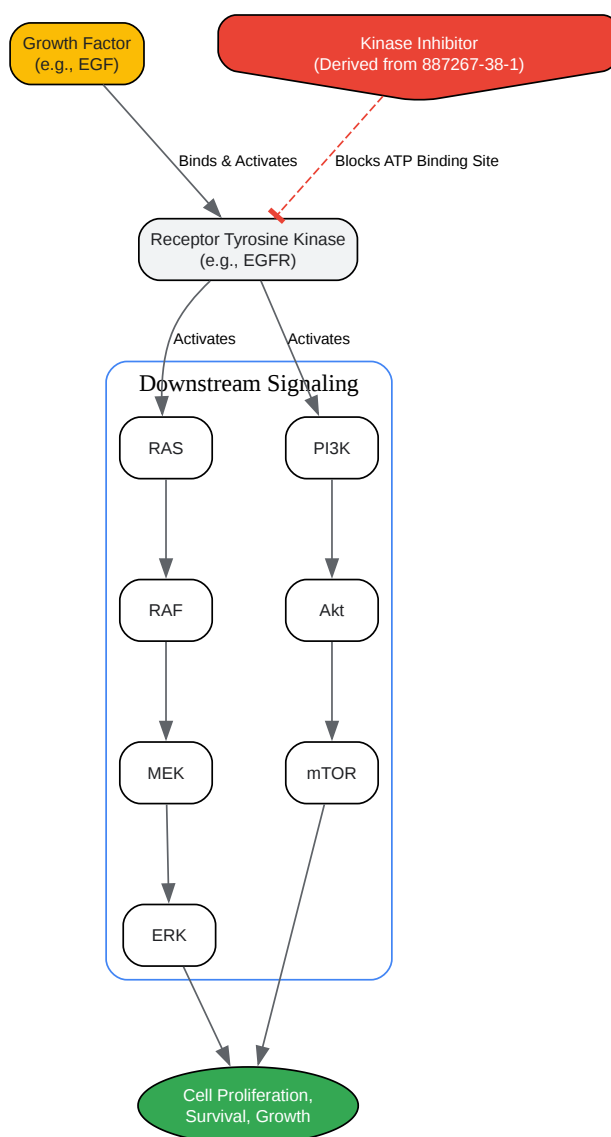 Growth Factor
(e.g., EGF)
Kinase Inhibitor
(Derived from 887267-38-1)
Binds & Activates
Blocks ATP Binding Site
Receptor Tyrosine Kinase
(e.g., EGFR)
Activates
Activates
Downstream Signaling
RAS
PI3K
RAF
Akt
MEK
mTOR
ERK
Cell Proliferation,
Survival, Growth